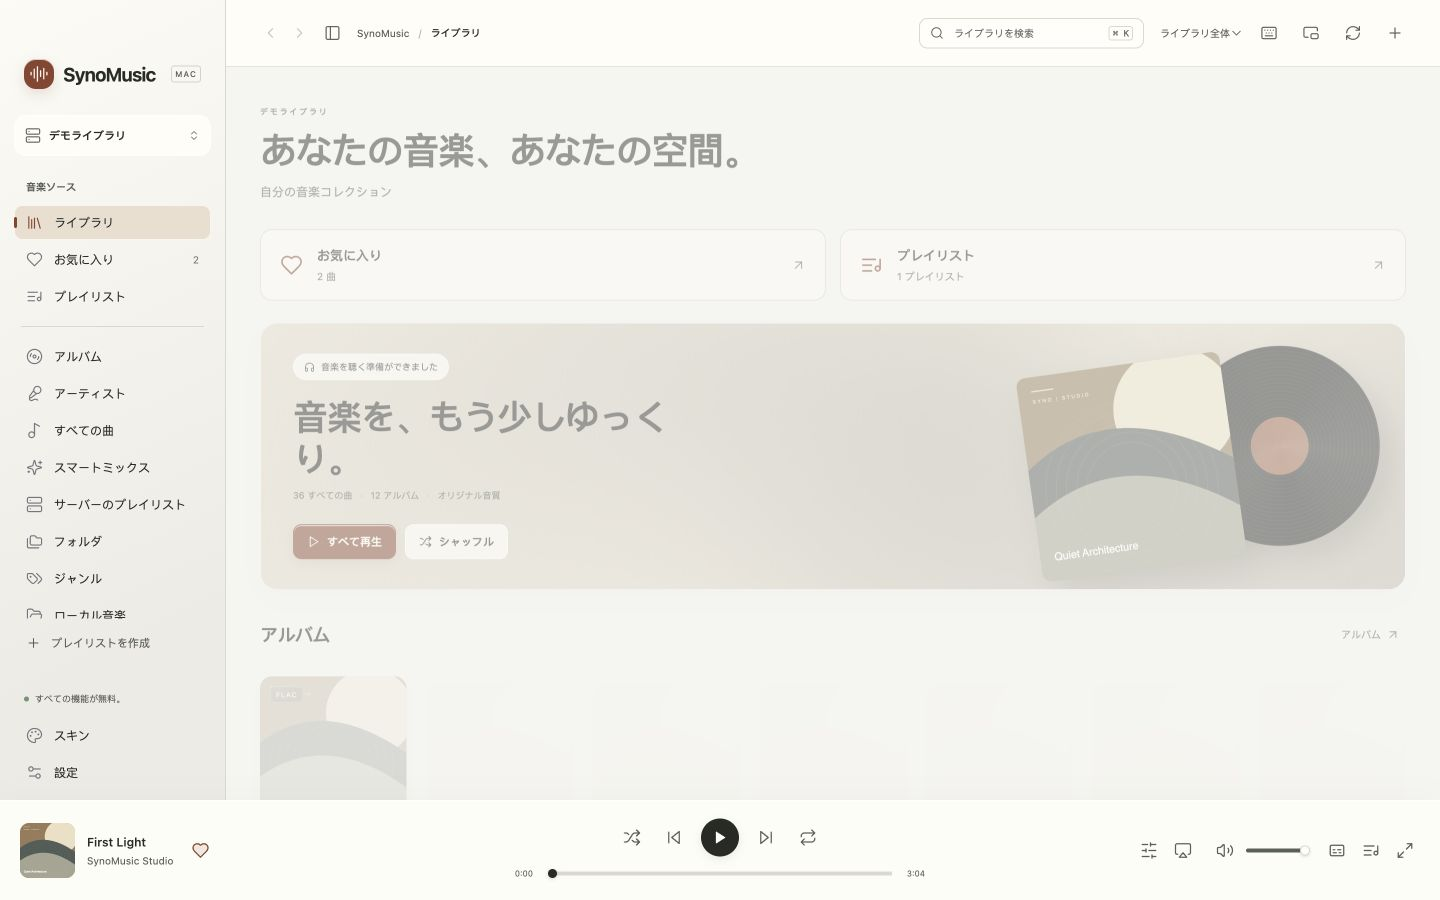 SynoMusic MAC
デモライブラリ
音楽ソース
ライブラリ
お気に入り 2
プレイリスト
アルバム
アーティスト
すべての曲
スマートミックス
サーバーのプレイリスト
フォルダ
ジャンル
ローカル音楽
プレイリストを作成
すべての機能が無料。
スキン
設定
SynoMusic / ライブラリ
ライブラリを検索 ⌘ K
ライブラリ全体
デモライブラリ
あなたの音楽、あなたの空間。
自分の音楽コレクション
お気に入り
2 曲
プレイリスト
1 プレイリスト
音楽を聴く準備ができました
音楽を、もう少しゆっく
り。
36 すべての曲 · 12 アルバム · オリジナル音質
すべて再生
シャッフル
SYNO / STUDIO
Quiet Architecture
アルバム
アルバム
FLAC
First Light
SynoMusic Studio
0:00
3:04